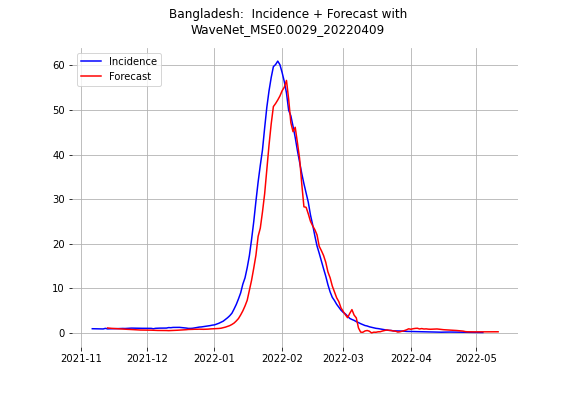 Bangladesh:  Incidence + Forecast with
WaveNet_MSE0.0029_20220409
Incidence
Forecast
60
50
40
30
20
10
0
2021-11 2021-12 2022-01 2022-02 2022-03 2022-04 2022-05